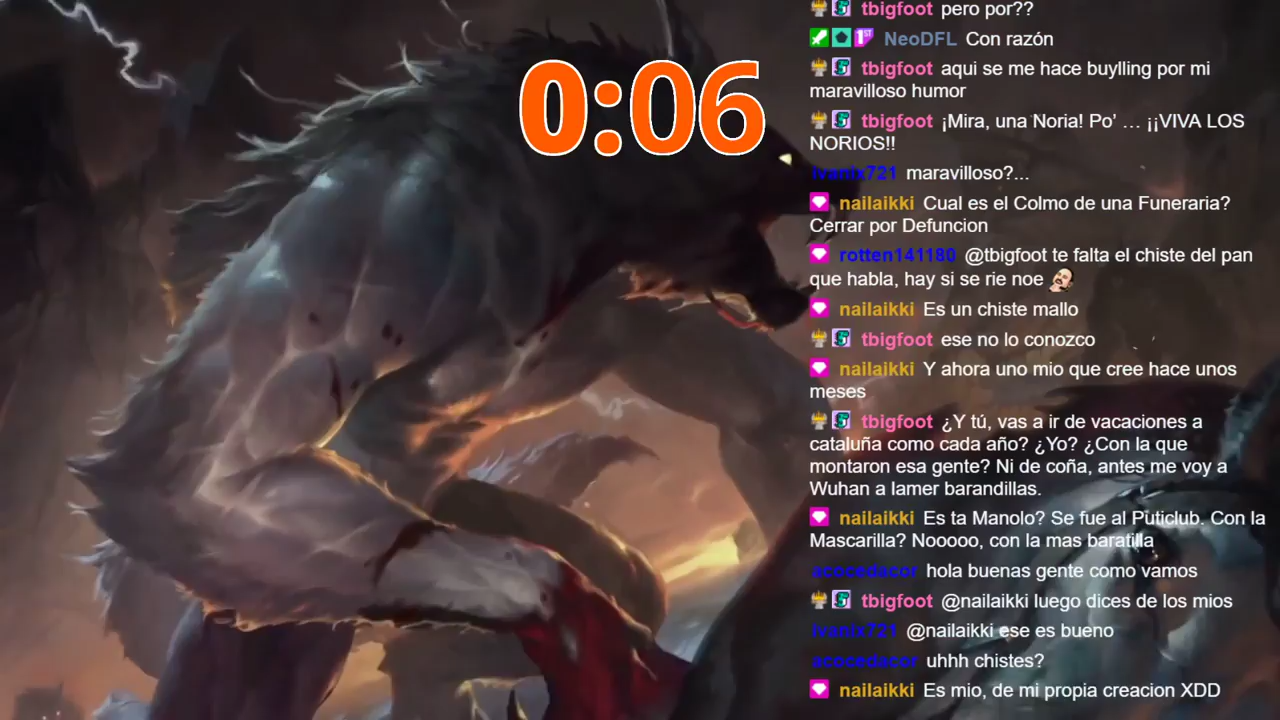 0:06
tbigfoot pero por??
1ST NeoDFL Con razón
tbigfoot aqui se me hace buylling por mi
maravilloso humor
tbigfoot ¡Mira, una Noria! Po' … ¡¡VIVA LOS
NORIOS!!
ivanix721 maravilloso?...
nailaikki Cual es el Colmo de una Funeraria?
Cerrar por Defuncion
rotten141180 @tbigfoot te falta el chiste del pan
que habla, hay si se rie noe
nailaikki Es un chiste mallo
tbigfoot ese no lo conozco
nailaikki Y ahora uno mio que cree hace unos
meses
tbigfoot ¿Y tú, vas a ir de vacaciones a
cataluña como cada año? ¿Yo? ¿Con la que
montaron esa gente? Ni de coña, antes me voy a
Wuhan a lamer barandillas.
nailaikki Es ta Manolo? Se fue al Puticlub. Con la
Mascarilla? Nooooo, con la mas baratilla
acocedacor hola buenas gente como vamos
tbigfoot @nailaikki luego dices de los mios
ivanix721 @nailaikki ese es bueno
acocedacor uhhh chistes?
nailaikki Es mio, de mi propia creacion XDD